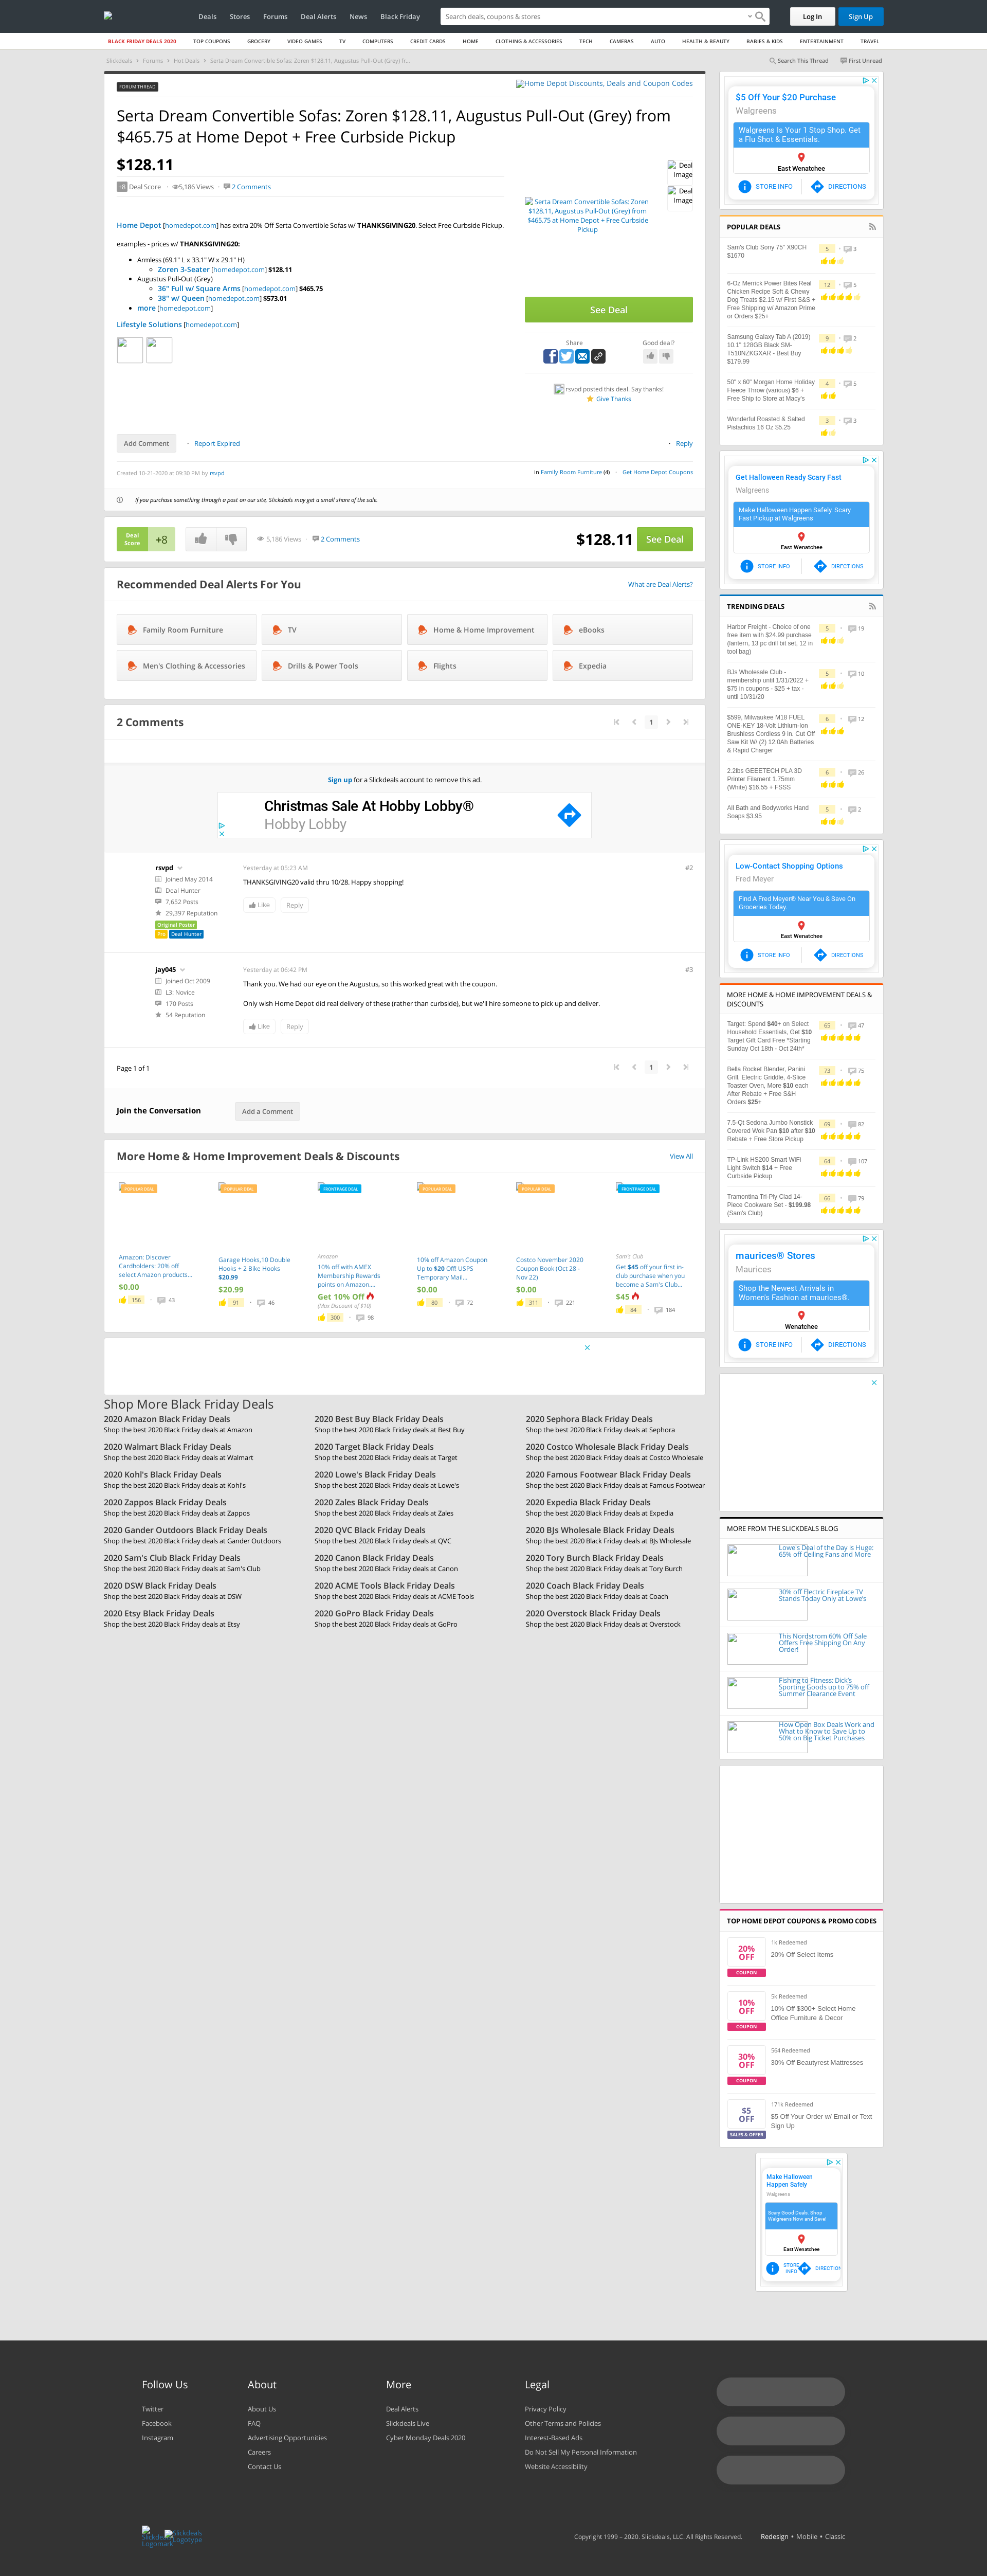 Deals
Stores
Forums
Deal Alerts
News
Black Friday
Search deals, coupons & stores
Log In
Sign Up
BLACK FRIDAY DEALS 2020
TOP COUPONS
GROCERY
VIDEO GAMES
TV
COMPUTERS
CREDIT CARDS
HOME
CLOTHING & ACCESSORIES
TECH
CAMERAS
AUTO
HEALTH & BEAUTY
BABIES & KIDS
ENTERTAINMENT
TRAVEL
Slickdeals › Forums › Hot Deals › Serta Dream Convertible Sofas: Zoren $128.11, Augustus Pull-Out (Grey) fr...
Search This Thread
First Unread
FORUM THREAD
Home Depot Discounts, Deals and Coupon Codes
Serta Dream Convertible Sofas: Zoren $128.11, Augustus Pull-Out (Grey) from
$465.75 at Home Depot + Free Curbside Pickup
$128.11
+8 Deal Score · 5,186 Views · 2 Comments
Home Depot [homedepot.com] has extra 20% Off Serta Convertible Sofas w/ THANKSGIVING20. Select Free Curbside Pickup.
examples - prices w/ THANKSGIVING20:
Armless (69.1" L x 33.1" W x 29.1" H)
Zoren 3-Seater [homedepot.com] $128.11
Augustus Pull-Out (Grey)
36" Full w/ Square Arms [homedepot.com] $465.75
38" w/ Queen [homedepot.com] $573.01
more [homedepot.com]
Lifestyle Solutions [homedepot.com]
Deal Image
Deal Image
Serta Dream Convertible Sofas: Zoren
$128.11, Augustus Pull-Out (Grey) from
$465.75 at Home Depot + Free Curbside
Pickup
See Deal
Share
Good deal?
rsvpd posted this deal. Say thanks!
Give Thanks
Add Comment
· Report Expired
· Reply
Created 10-21-2020 at 09:30 PM by rsvpd
in Family Room Furniture (4) · Get Home Depot Coupons
If you purchase something through a post on our site, Slickdeals may get a small share of the sale.
Deal Score
+8
5,186 Views · 2 Comments
$128.11
See Deal
Recommended Deal Alerts For You
What are Deal Alerts?
Family Room Furniture
TV
Home & Home Improvement
eBooks
Men's Clothing & Accessories
Drills & Power Tools
Flights
Expedia
2 Comments
1
Sign up for a Slickdeals account to remove this ad.
Christmas Sale At Hobby Lobby®
Hobby Lobby
rsvpd
Joined May 2014
Deal Hunter
7,652 Posts
29,397 Reputation
Original Poster
Pro
Deal Hunter
Yesterday at 05:23 AM
#2
THANKSGIVING20 valid thru 10/28. Happy shopping!
Like
Reply
jay045
Joined Oct 2009
L3: Novice
170 Posts
54 Reputation
Yesterday at 06:42 PM
#3
Thank you. We had our eye on the Augustus, so this worked great with the coupon.
Only wish Home Depot did real delivery of these (rather than curbside), but we'll hire someone to pick up and deliver.
Like
Reply
Page 1 of 1
1
Join the Conversation
Add a Comment
More Home & Home Improvement Deals & Discounts
View All
POPULAR DEAL
Amazon: Discover
Cardholders: 20% off
select Amazon products...
$0.00
156 · 43
POPULAR DEAL
Garage Hooks,10 Double
Hooks + 2 Bike Hooks
$20.99
$20.99
91 · 46
FRONTPAGE DEAL
Amazon
10% off with AMEX
Membership Rewards
points on Amazon....
Get 10% Off
(Max Discount of $10)
300 · 98
POPULAR DEAL
10% off Amazon Coupon
Up to $20 Off! USPS
Temporary Mail...
$0.00
80 · 72
POPULAR DEAL
Costco November 2020
Coupon Book (Oct 28 -
Nov 22)
$0.00
311 · 221
FRONTPAGE DEAL
Sam's Club
Get $45 off your first in-
club purchase when you
become a Sam's Club...
$45
84 · 184
Shop More Black Friday Deals
2020 Amazon Black Friday Deals
Shop the best 2020 Black Friday deals at Amazon
2020 Best Buy Black Friday Deals
Shop the best 2020 Black Friday deals at Best Buy
2020 Sephora Black Friday Deals
Shop the best 2020 Black Friday deals at Sephora
2020 Walmart Black Friday Deals
Shop the best 2020 Black Friday deals at Walmart
2020 Target Black Friday Deals
Shop the best 2020 Black Friday deals at Target
2020 Costco Wholesale Black Friday Deals
Shop the best 2020 Black Friday deals at Costco Wholesale
2020 Kohl's Black Friday Deals
Shop the best 2020 Black Friday deals at Kohl's
2020 Lowe's Black Friday Deals
Shop the best 2020 Black Friday deals at Lowe's
2020 Famous Footwear Black Friday Deals
Shop the best 2020 Black Friday deals at Famous Footwear
2020 Zappos Black Friday Deals
Shop the best 2020 Black Friday deals at Zappos
2020 Zales Black Friday Deals
Shop the best 2020 Black Friday deals at Zales
2020 Expedia Black Friday Deals
Shop the best 2020 Black Friday deals at Expedia
2020 Gander Outdoors Black Friday Deals
Shop the best 2020 Black Friday deals at Gander Outdoors
2020 QVC Black Friday Deals
Shop the best 2020 Black Friday deals at QVC
2020 BJs Wholesale Black Friday Deals
Shop the best 2020 Black Friday deals at BJs Wholesale
2020 Sam's Club Black Friday Deals
Shop the best 2020 Black Friday deals at Sam's Club
2020 Canon Black Friday Deals
Shop the best 2020 Black Friday deals at Canon
2020 Tory Burch Black Friday Deals
Shop the best 2020 Black Friday deals at Tory Burch
2020 DSW Black Friday Deals
Shop the best 2020 Black Friday deals at DSW
2020 ACME Tools Black Friday Deals
Shop the best 2020 Black Friday deals at ACME Tools
2020 Coach Black Friday Deals
Shop the best 2020 Black Friday deals at Coach
2020 Etsy Black Friday Deals
Shop the best 2020 Black Friday deals at Etsy
2020 GoPro Black Friday Deals
Shop the best 2020 Black Friday deals at GoPro
2020 Overstock Black Friday Deals
Shop the best 2020 Black Friday deals at Overstock
$5 Off Your $20 Purchase
Walgreens
Walgreens Is Your 1 Stop Shop. Get
a Flu Shot & Essentials.
East Wenatchee
STORE INFO
DIRECTIONS
POPULAR DEALS
Sam's Club Sony 75" X90CH
$1670
5 · 3
6-Oz Merrick Power Bites Real
Chicken Recipe Soft & Chewy
Dog Treats $2.15 w/ First S&S +
Free Shipping w/ Amazon Prime
or Orders $25+
12 · 5
Samsung Galaxy Tab A (2019)
10.1" 128GB Black SM-
T510NZKGXAR - Best Buy
$179.99
9 · 2
50" x 60" Morgan Home Holiday
Fleece Throw (various) $6 +
Free Ship to Store at Macy's
4 · 5
Wonderful Roasted & Salted
Pistachios 16 Oz $5.25
3 · 3
Get Halloween Ready Scary Fast
Walgreens
Make Halloween Happen Safely. Scary
Fast Pickup at Walgreens
East Wenatchee
STORE INFO
DIRECTIONS
TRENDING DEALS
Harbor Freight - Choice of one
free item with $24.99 purchase
(lantern, 13 pc drill bit set, 12 in
tool bag)
5 · 19
BJs Wholesale Club -
membership until 1/31/2022 +
$75 in coupons - $25 + tax -
until 10/31/20
5 · 10
$599, Milwaukee M18 FUEL
ONE-KEY 18-Volt Lithium-Ion
Brushless Cordless 9 in. Cut Off
Saw Kit W/ (2) 12.0Ah Batteries
& Rapid Charger
6 · 12
2.2lbs GEEETECH PLA 3D
Printer Filament 1.75mm
(White) $16.55 + FSSS
6 · 26
All Bath and Bodyworks Hand
Soaps $3.95
5 · 2
Low-Contact Shopping Options
Fred Meyer
Find A Fred Meyer® Near You & Save On
Groceries Today.
East Wenatchee
STORE INFO
DIRECTIONS
MORE HOME & HOME IMPROVEMENT DEALS &
DISCOUNTS
Target: Spend $40+ on Select
Household Essentials, Get $10
Target Gift Card Free *Starting
Sunday Oct 18th - Oct 24th*
65 · 47
Bella Rocket Blender, Panini
Grill, Electric Griddle, 4-Slice
Toaster Oven, More $10 each
After Rebate + Free S&H
Orders $25+
73 · 75
7.5-Qt Sedona Jumbo Nonstick
Covered Wok Pan $10 after $10
Rebate + Free Store Pickup
69 · 82
TP-Link HS200 Smart WiFi
Light Switch $14 + Free
Curbside Pickup
64 · 107
Tramontina Tri-Ply Clad 14-
Piece Cookware Set - $199.98
(Sam's Club)
66 · 79
maurices® Stores
Maurices
Shop the Newest Arrivals in
Women's Fashion at maurices®.
Wenatchee
STORE INFO
DIRECTIONS
MORE FROM THE SLICKDEALS BLOG
Lowe's Deal of the Day is Huge:
65% off Ceiling Fans and More
30% off Electric Fireplace TV
Stands Today Only at Lowe's
This Nordstrom 60% Off Sale
Offers Free Shipping On Any
Order!
Fishing to Fitness: Dick's
Sporting Goods up to 75% off
Summer Clearance Event
How Open Box Deals Work and
What to Know to Save Up to
50% on Big Ticket Purchases
TOP HOME DEPOT COUPONS & PROMO CODES
20% OFF
COUPON
1k Redeemed
20% Off Select Items
10% OFF
COUPON
5k Redeemed
10% Off $300+ Select Home
Office Furniture & Decor
30% OFF
COUPON
564 Redeemed
30% Off Beautyrest Mattresses
$5 OFF
SALES & OFFER
171k Redeemed
$5 Off Your Order w/ Email or Text
Sign Up
Make Halloween
Happen Safely
Walgreens
Scary Good Deals. Shop
Walgreens Now and Save!
East Wenatchee
STORE INFO
DIRECTION
Follow Us
Twitter
Facebook
Instagram
About
About Us
FAQ
Advertising Opportunities
Careers
Contact Us
More
Deal Alerts
Slickdeals Live
Cyber Monday Deals 2020
Legal
Privacy Policy
Other Terms and Policies
Interest-Based Ads
Do Not Sell My Personal Information
Website Accessibility
Slickdeals Logomark
Slickdeals Logotype
Copyright 1999 - 2020. Slickdeals, LLC. All Rights Reserved.
Redesign • Mobile • Classic